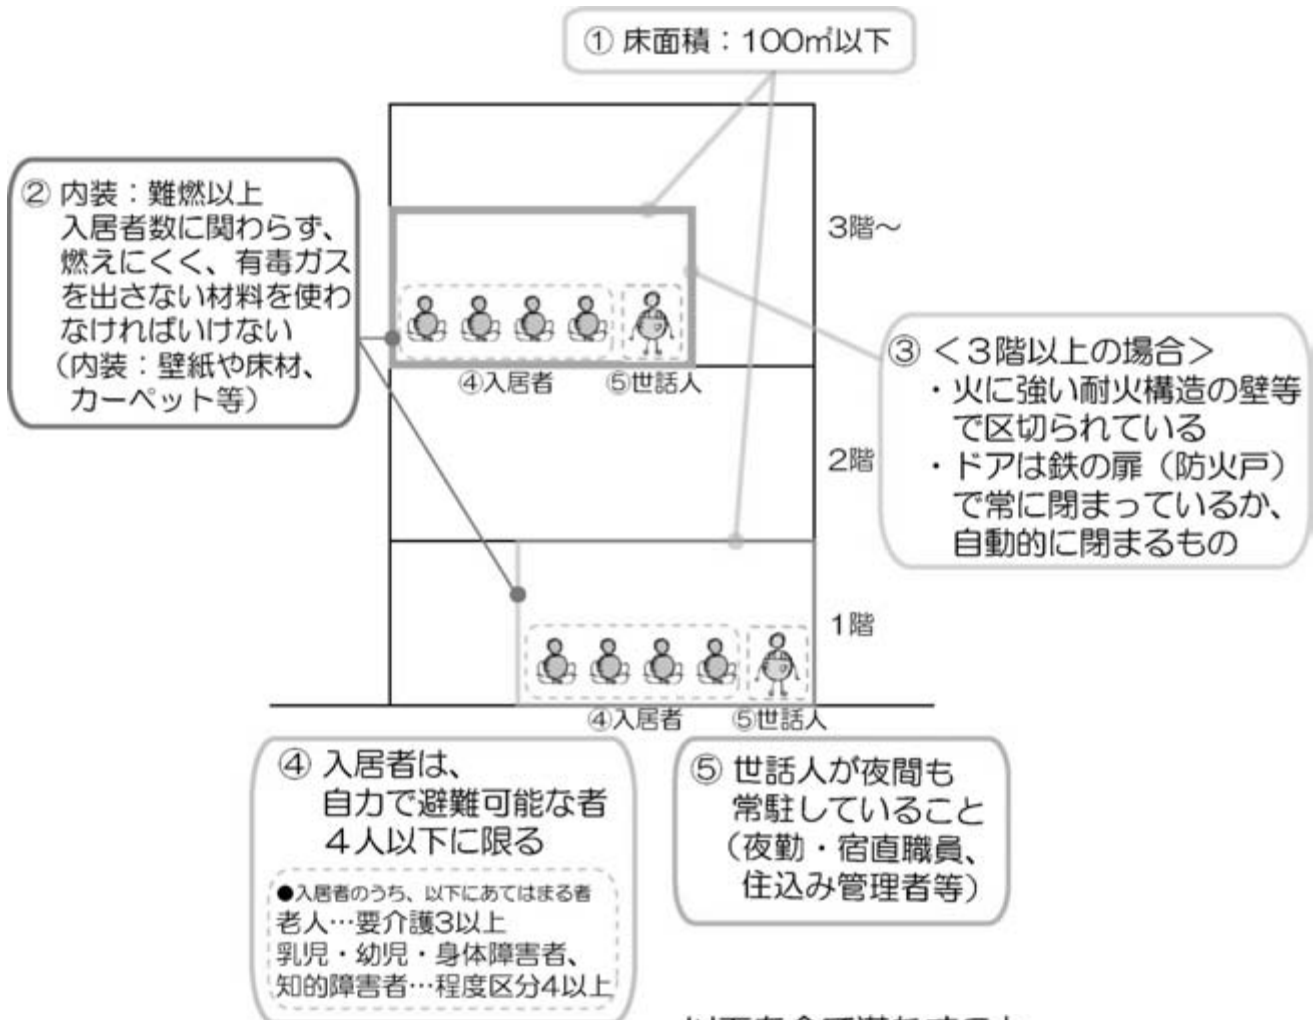 ① 床面積：100㎡以下
② 内装：難燃以上
入居者数に関わらず、
燃えにくく、有毒ガス
を出さない材料を使わ
なければいけない
（内装：壁紙や床材、
カーペット等）
3階～
④入居者
⑤世話人
③ ＜３階以上の場合＞
・火に強い耐火構造の壁等
で区切られている
・ドアは鉄の扉（防火戸）
で常に閉まっているか、
自動的に閉まるもの
2階
1階
④入居者
⑤世話人
④ 入居者は、
自力で避難可能な者
４人以下に限る
●入居者のうち、以下にあてはまる者
老人…要介護3以上
乳児・幼児・身体障害者、
知的障害者…程度区分4以上
⑤ 世話人が夜間も
常駐していること
（夜勤・宿直職員、
住込み管理者等）